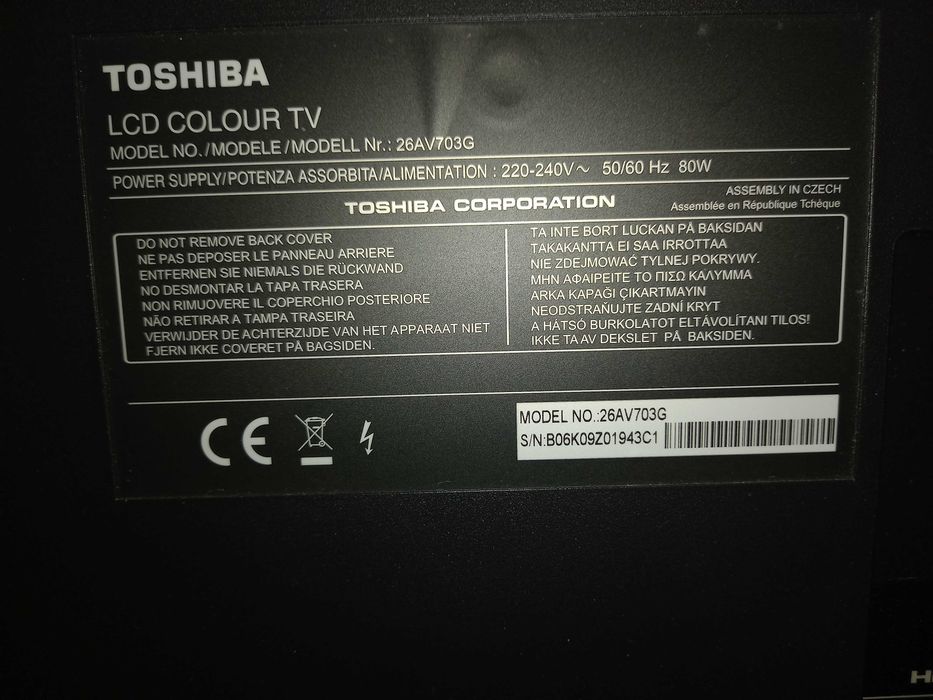 TOSHIBA
LCD COLOUR TV
MODEL NO./MODELE/MODELL Nr.: 26AV703G
POWER SUPPLY/POTENZA ASSORBITA/ALIMENTATION : 220-240V～ 50/60 Hz 80W
TOSHIBA CORPORATION
ASSEMBLY IN CZECH
Assemblée en République Tchèque
DO NOT REMOVE BACK COVER
NE PAS DEPOSER LE PANNEAU ARRIERE
ENTFERNEN SIE NIEMALS DIE RÜCKWAND
NO DESMONTAR LA TAPA TRASERA
NON RIMUOVERE IL COPERCHIO POSTERIORE
NÃO RETIRAR A TAMPA TRASEIRA
VERWIJDER DE ACHTERZIJDE VAN HET APPARAAT NIET
FJERN IKKE COVERET PÅ BAGSIDEN.
TA INTE BORT LUCKAN PÅ BAKSIDAN
TAKAKANTTA EI SAA IRROTTAA
NIE ZDEJMOWAĆ TYLNEJ POKRYWY.
ΜΗΝ ΑΦΑΙΡΕΙΤΕ ΤΟ ΠΙΣΩ ΚΑΛΥΜΜΑ
ARKA KAPAĞI ÇIKARTMAYIN
NEODSTRAŇUJTE ZADNÍ KRYT
A HÁTSÓ BURKOLATOT ELTÁVOLÍTANI TILOS!
IKKE TA AV DEKSLET PÅ BAKSIDEN.
CE
MODEL NO.:26AV703G
S/N:B06K09Z01943C1